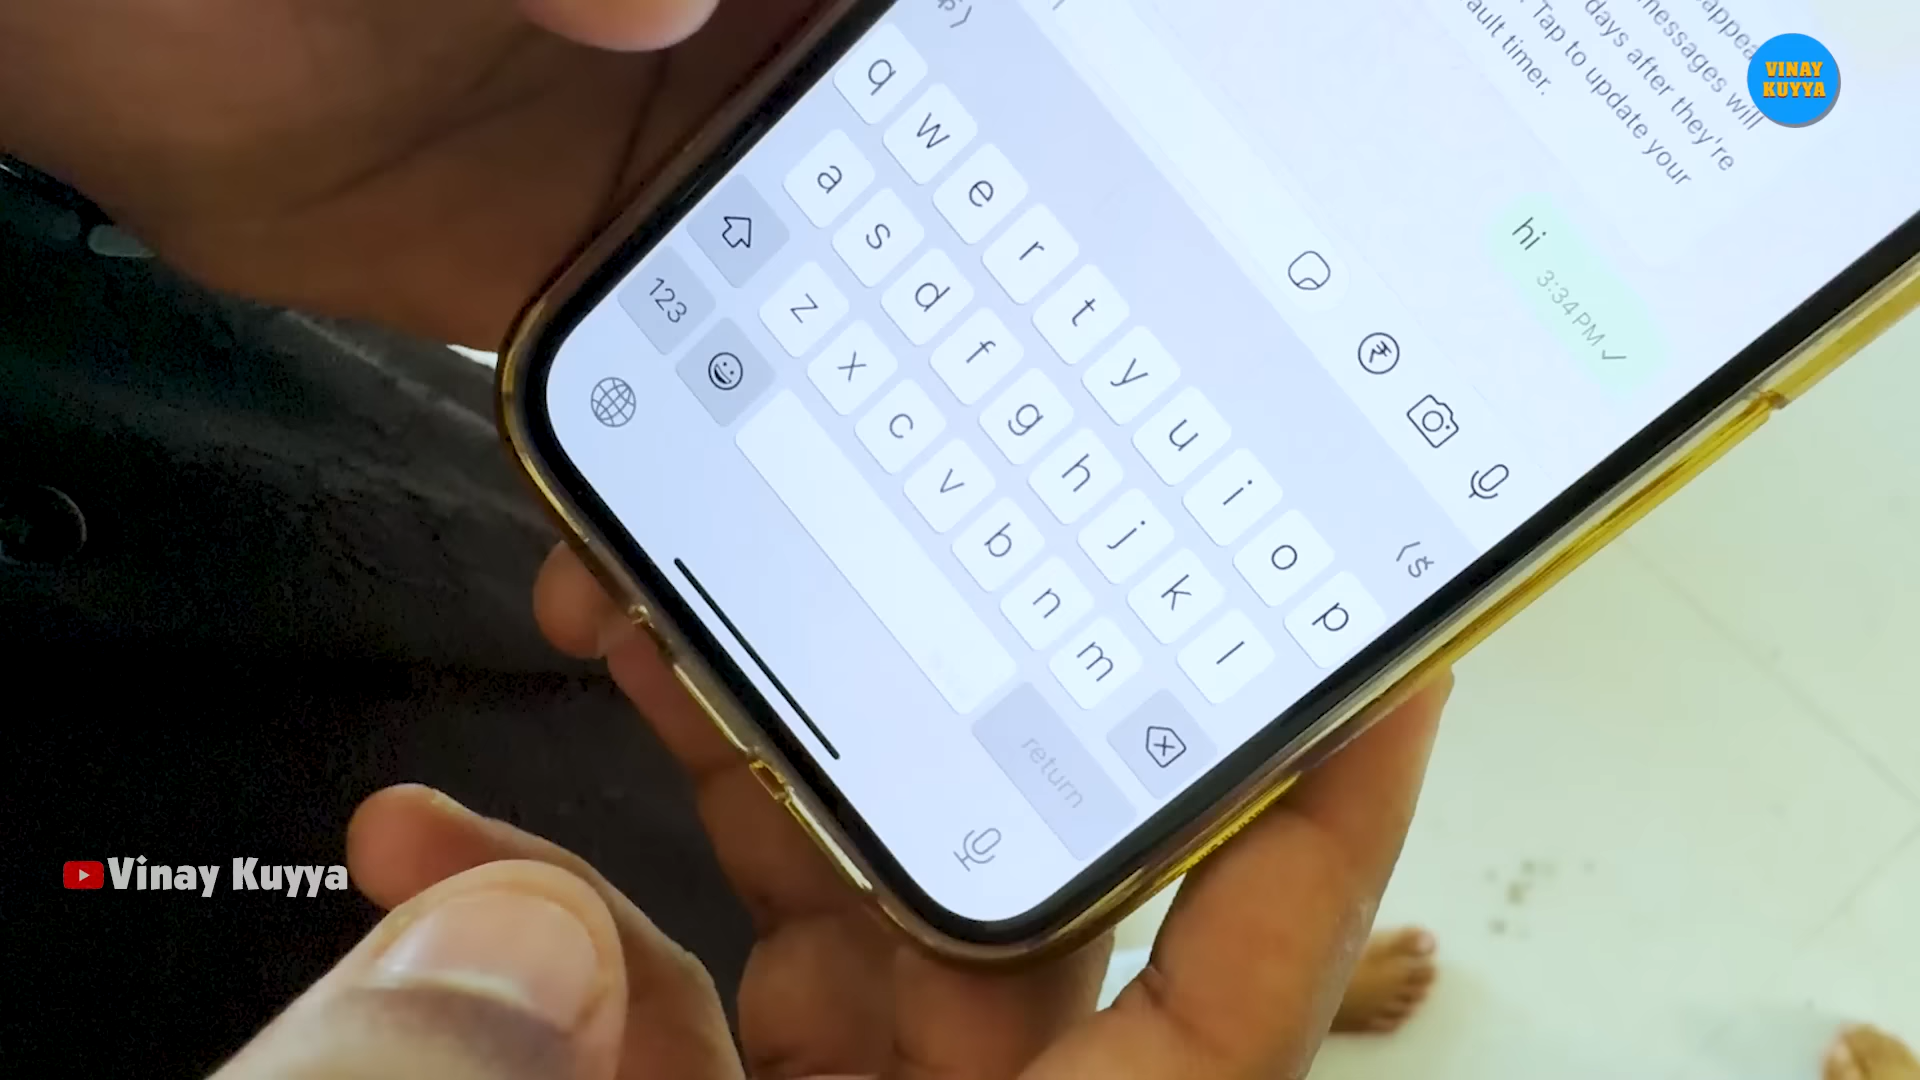 VINAY
KUYYA
messages will
days after they're
Tap to update your
ault timer.
hi
3:34 PM
q w e r t y u i o p
a s d f g h j k l
z x c v b n m
123
return
Vinay Kuyya